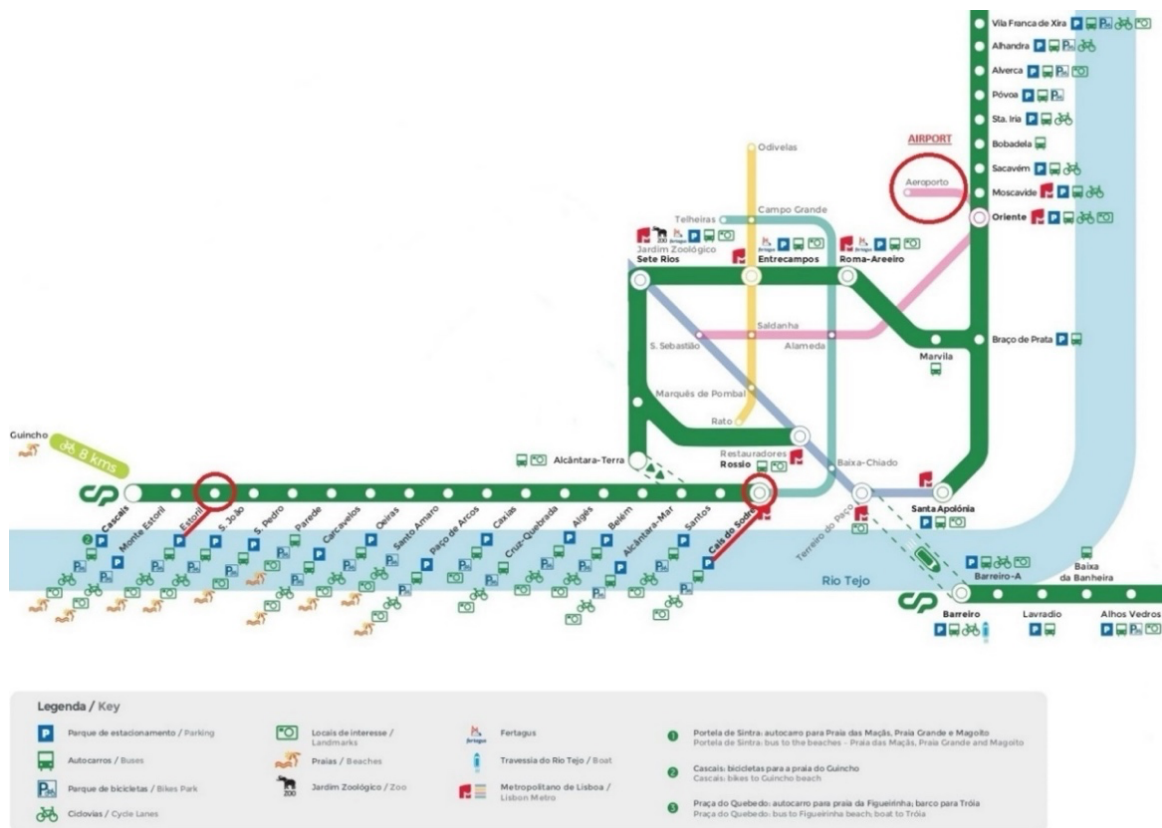 Vila Franca de Xira
Alhandra
Alverca
Póvoa
Sta. Iria
AIRPORT
Bobadela
Sacavém
Aeroporto
Moscavide
Oriente
Odivelas
Telheiras
Campo Grande
Jardim Zoológico
Sete Rios
Entrecampos
Roma-Areeiro
S. Sebastião
Saldanha
Alameda
Braço de Prata
Marvila
Marquês de Pombal
Rato
Guincho
8 kms
Alcântara-Terra
Restauradores
Rossio
Baixa-Chiado
Cascais
Monte Estoril
Estoril
S. João
S. Pedro
Parede
Carcavelos
Oeiras
Santo Amaro
Paço de Arcos
Caxias
Cruz-Quebrada
Algés
Belém
Alcântara-Mar
Santos
Cais do Sodré
Terreiro do Paço
Santa Apolónia
Rio Tejo
Barreiro-A
Baixa
da Banheira
Barreiro
Lavradio
Alhos Vedros
Legenda / Key
Parque de estacionamento / Parking
Autocarros / Buses
Parque de bicicletas / Bikes Park
Ciclovias / Cycle Lanes
Locais de interesse /
Landmarks
Praias / Beaches
Jardim Zoológico / Zoo
Fertagus
Travessia do Rio Tejo / Boat
Metropolitano de Lisboa /
Lisbon Metro
1 Portela de Sintra: autocarro para Praia das Maçãs, Praia Grande e Magoito
Portela de Sintra: bus to the beaches - Praia das Maçãs, Praia Grande and Magoito
2 Cascais: bicicletas para a praia do Guincho
Cascais: bikes to Guincho beach
3 Praça do Quebedo: autocarro para praia da Figueirinha; barco para Tróia
Praça do Quebedo: bus to Figueirinha beach; boat to Tróia